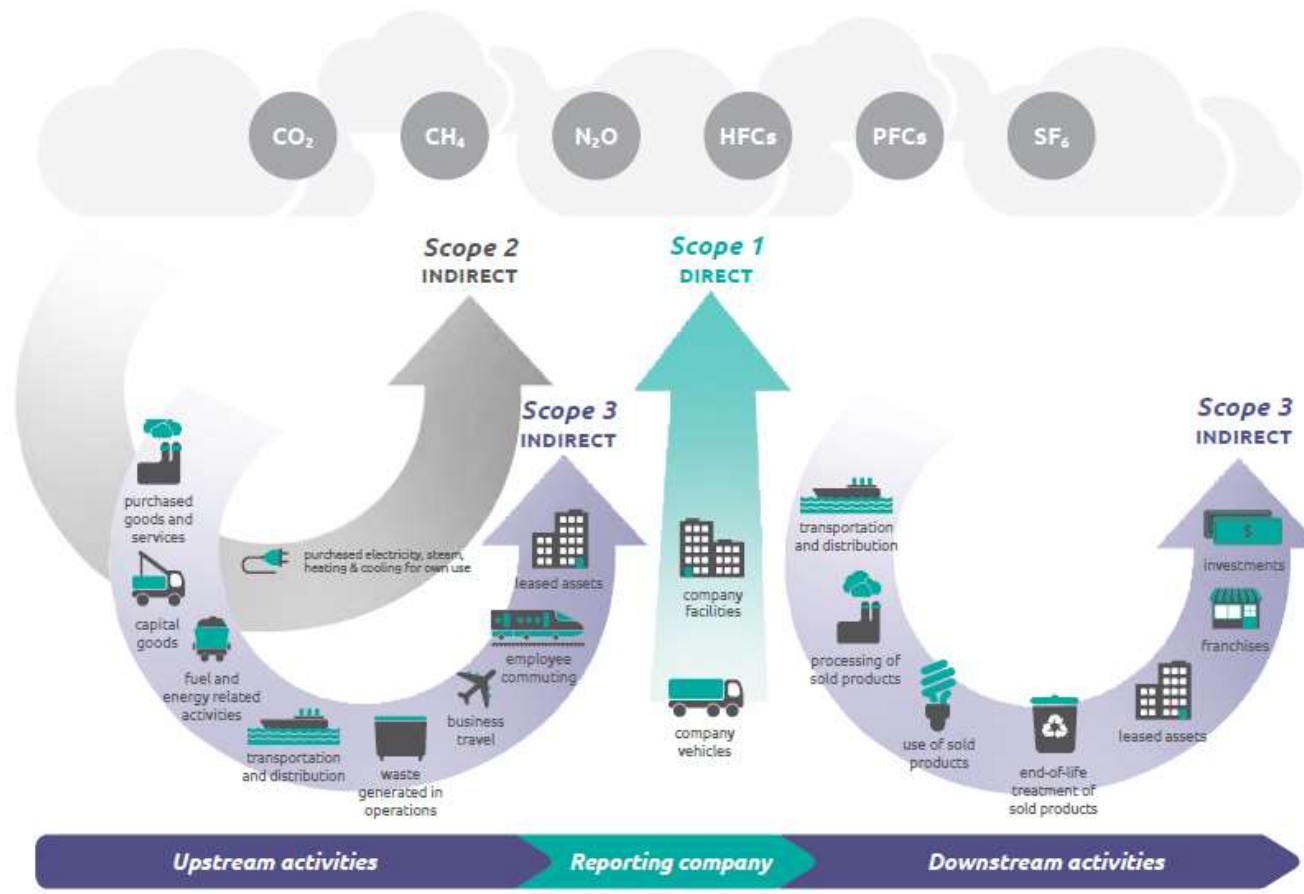 CO₂
CH₄
N₂O
HFCs
PFCs
SF₆
Scope 2
INDIRECT
Scope 1
DIRECT
Scope 3
INDIRECT
Scope 3
INDIRECT
purchased
goods and
services
capital
goods
fuel and
energy related
activities
transportation
and distribution
waste
generated in
operations
business
travel
employee
commuting
leased assets
purchased electricity, steam,
heating & cooling for own use
company
facilities
company
vehicles
transportation
and distribution
processing of
sold products
use of sold
products
end-of-life
treatment of
sold products
leased assets
franchises
$
investments
Upstream activities
Reporting company
Downstream activities